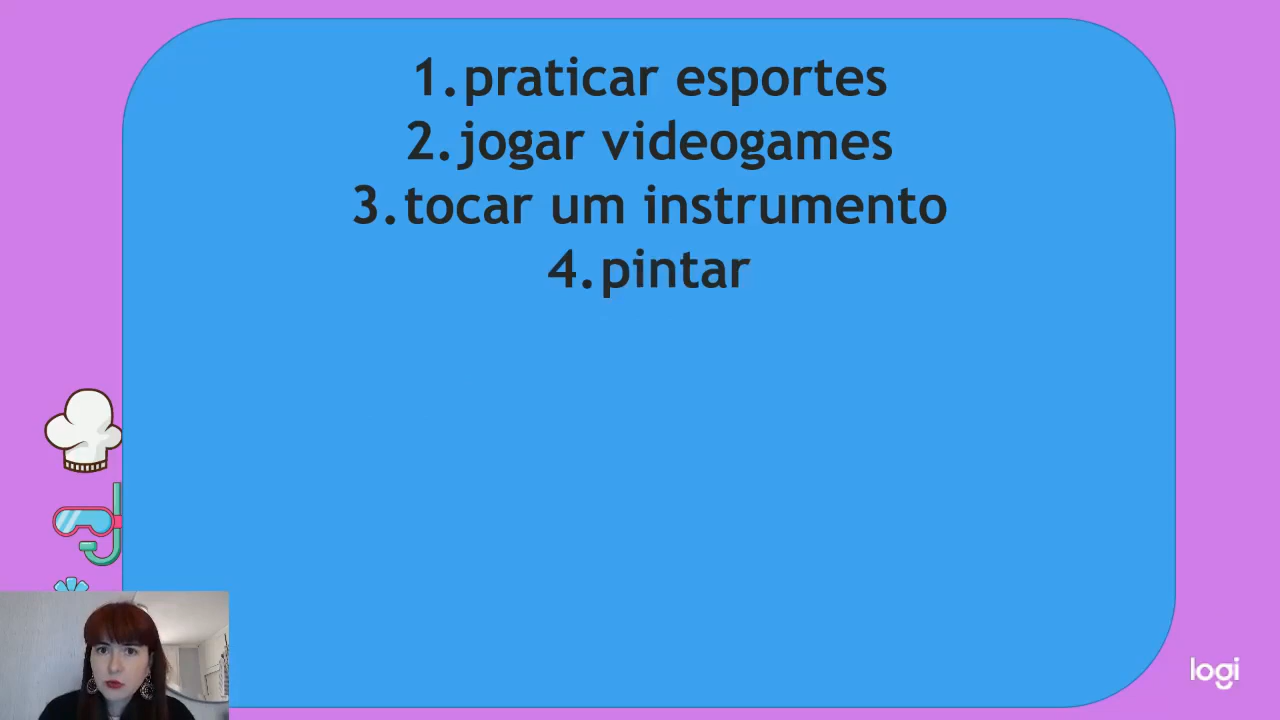 1.praticar esportes
2.jogar videogames
3.tocar um instrumento
4.pintar
logi